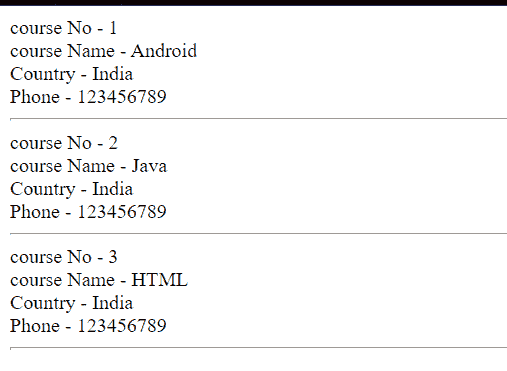 course No - 1
course Name - Android
Country - India
Phone - 123456789
course No - 2
course Name - Java
Country - India
Phone - 123456789
course No - 3
course Name - HTML
Country - India
Phone - 123456789